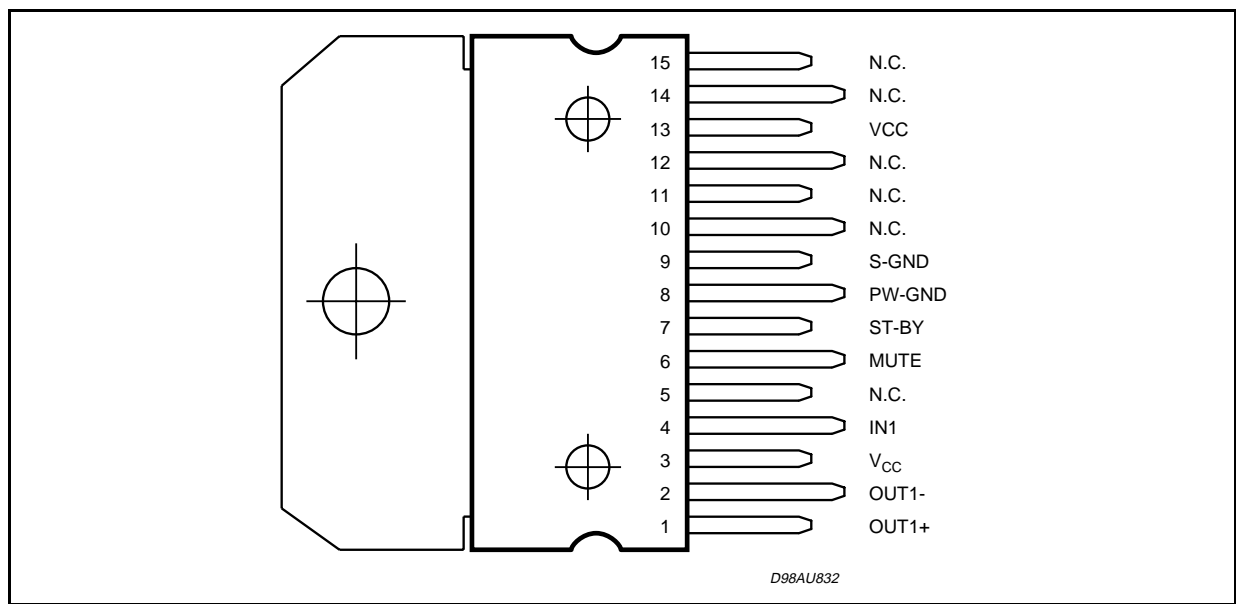 15 N.C.
14 N.C.
13 VCC
12 N.C.
11 N.C.
10 N.C.
9 S-GND
8 PW-GND
7 ST-BY
6 MUTE
5 N.C.
4 IN1
3 VCC
2 OUT1-
1 OUT1+
D98AU832